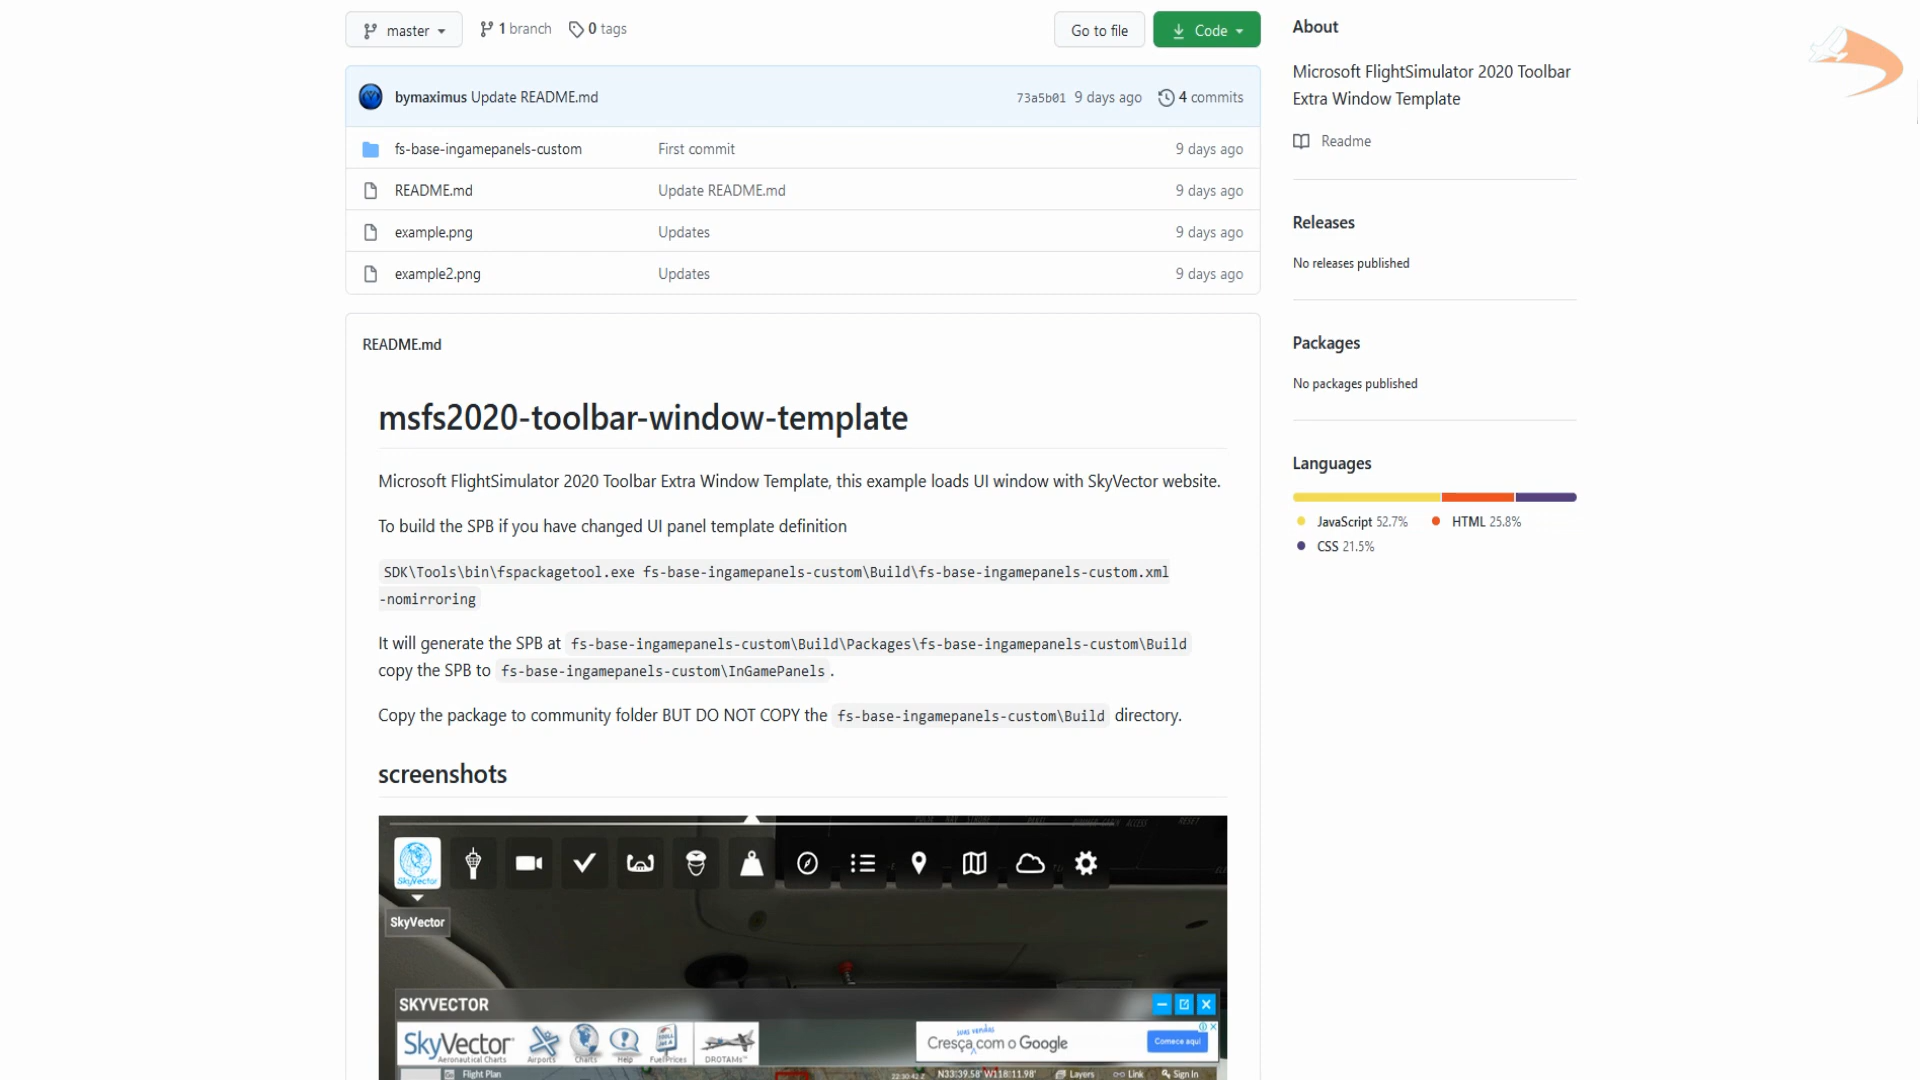 master
1 branch
0 tags
Go to file
Code
About
Microsoft FlightSimulator 2020 Toolbar
Extra Window Template
Readme
bymaximus Update README.md
73a5b01 9 days ago
4 commits
fs-base-ingamepanels-custom
First commit
9 days ago
README.md
Update README.md
9 days ago
example.png
Updates
9 days ago
example2.png
Updates
9 days ago
Releases
No releases published
Packages
No packages published
Languages
JavaScript 52.7%
HTML 25.8%
CSS 21.5%
README.md
msfs2020-toolbar-window-template
Microsoft FlightSimulator 2020 Toolbar Extra Window Template, this example loads UI window with SkyVector website.
To build the SPB if you have changed UI panel template definition
SDK\Tools\bin\fspackagetool.exe fs-base-ingamepanels-custom\Build\fs-base-ingamepanels-custom.xml
-nomirroring
It will generate the SPB at fs-base-ingamepanels-custom\Build\Packages\fs-base-ingamepanels-custom\Build
copy the SPB to fs-base-ingamepanels-custom\InGamePanels .
Copy the package to community folder BUT DO NOT COPY the fs-base-ingamepanels-custom\Build directory.
screenshots
SkyVector
SkyVector
SKYVECTOR
SkyVector
Aeronautical Charts
Airports
Charts
Help
Fuel Prices
DROTAMs™
suas vendas
Cresça com o Google
Comece aqui
Flight Plan
N33°39.58' W118°11.98'
Layers
Link
Sign In